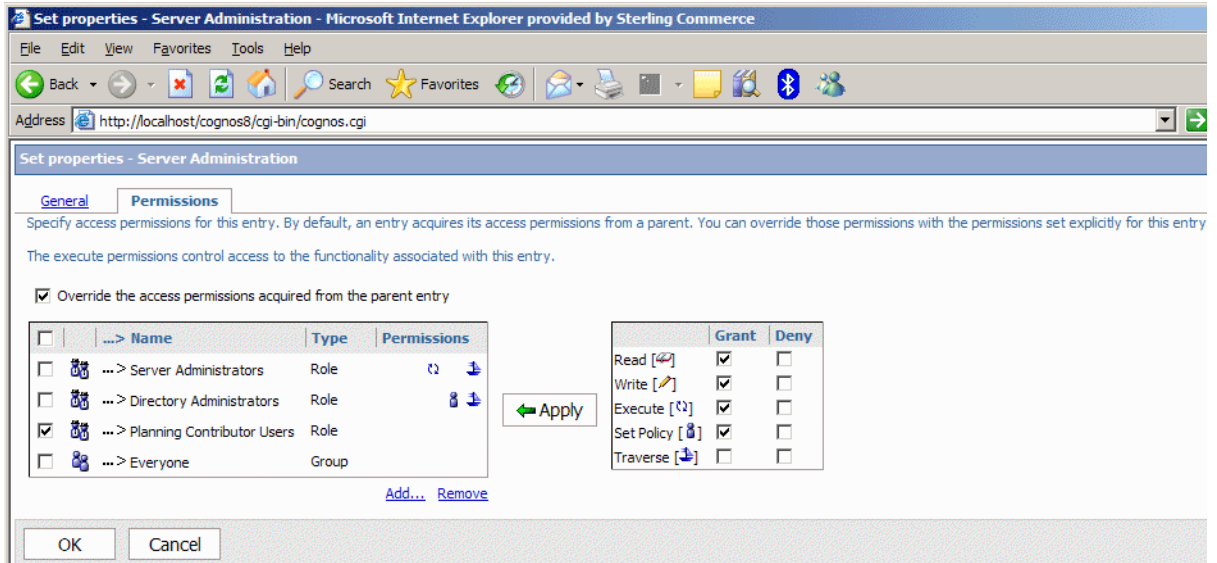 Set properties - Server Administration - Microsoft Internet Explorer provided by Sterling Commerce
File Edit View Favorites Tools Help
Back Search Favorites
Address http://localhost/cognos8/cgi-bin/cognos.cgi
Set properties - Server Administration
General Permissions
Specify access permissions for this entry. By default, an entry acquires its access permissions from a parent. You can override those permissions with the permissions set explicitly for this entry
The execute permissions control access to the functionality associated with this entry.
Override the access permissions acquired from the parent entry
...> Name Type Permissions
... > Server Administrators Role
... > Directory Administrators Role
... > Planning Contributor Users Role
... > Everyone Group
Add... Remove
Apply
Grant Deny
Read [ ]
Write [ ]
Execute [ ]
Set Policy [ ]
Traverse [ ]
OK Cancel